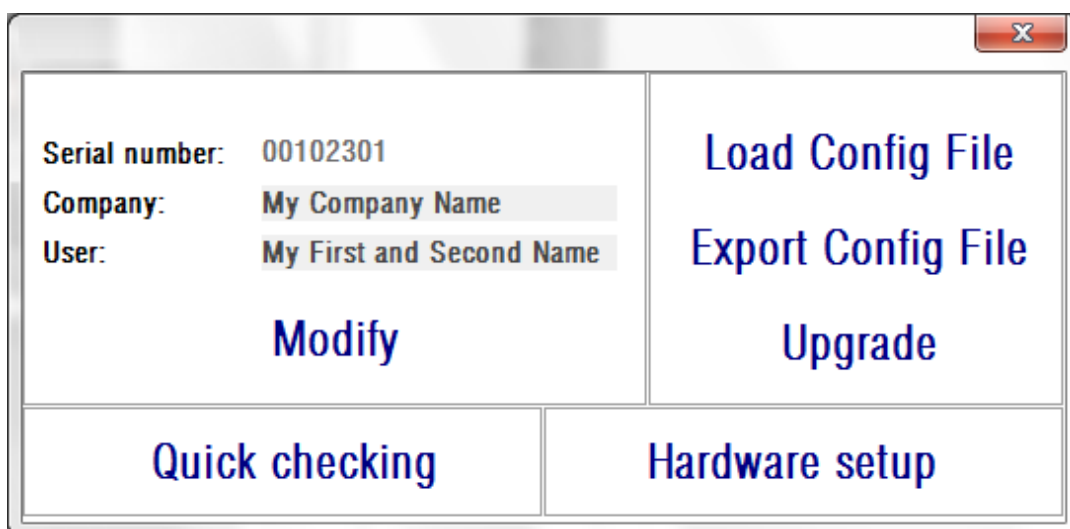 Serial number: 00102301
Company: My Company Name
User: My First and Second Name
Modify
Load Config File
Export Config File
Upgrade
Quick checking
Hardware setup